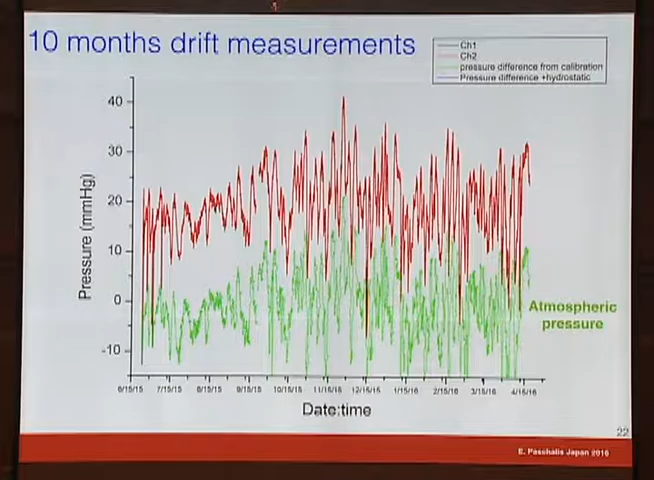 10 months drift measurements
Ch1
Ch2
pressure difference from calibration
Pressure difference +hydrostatic
40
30
20
10
0
-10
Pressure (mmHg)
Atmospheric
pressure
6/15/15 7/15/15 8/15/15 9/15/15 10/15/15 11/15/15 12/15/15 1/15/16 2/15/16 3/15/16 4/15/16
Date:time
22
E. Paschalis Japan 2016